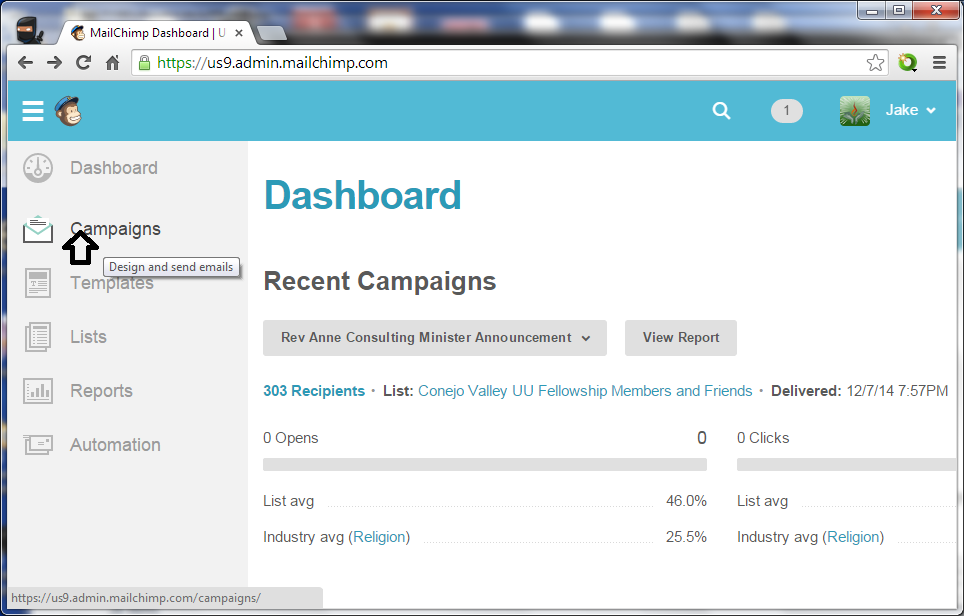 MailChimp Dashboard | U
https://us9.admin.mailchimp.com
1
Jake
Dashboard
Campaigns
Design and send emails
Templates
Lists
Reports
Automation
Dashboard
Recent Campaigns
Rev Anne Consulting Minister Announcement
View Report
303 Recipients • List: Conejo Valley UU Fellowship Members and Friends • Delivered: 12/7/14 7:57PM
0 Opens 0
List avg 46.0%
Industry avg (Religion) 25.5%
0 Clicks
List avg
Industry avg (Religion)
https://us9.admin.mailchimp.com/campaigns/